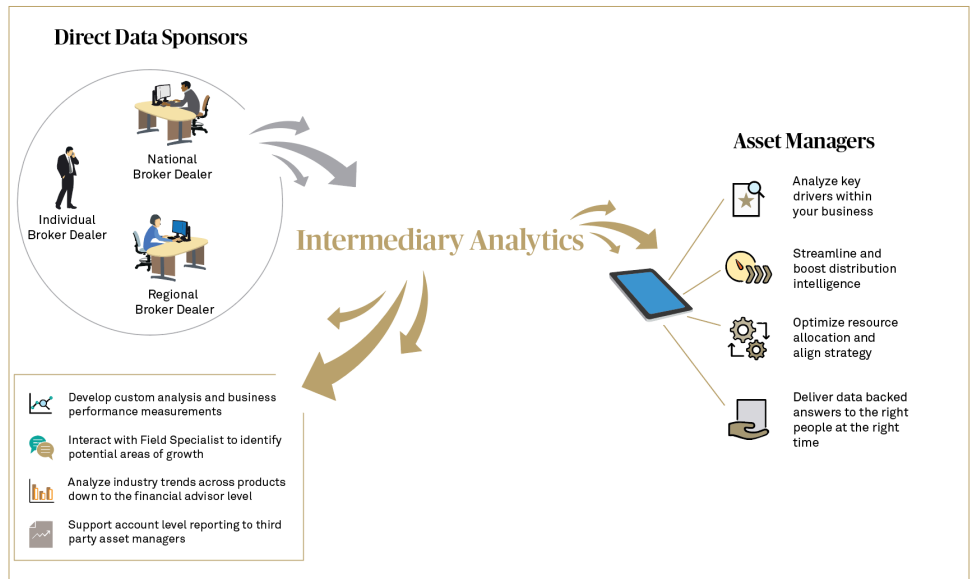 Direct Data Sponsors
National
Broker Dealer
Individual
Broker Dealer
Regional
Broker Dealer
Intermediary Analytics
Develop custom analysis and business
performance measurements
Interact with Field Specialist to identify
potential areas of growth
Analyze industry trends across products
down to the financial advisor level
Support account level reporting to third
party asset managers
Asset Managers
Analyze key
drivers within
your business
Streamline and
boost distribution
intelligence
Optimize resource
allocation and
align strategy
Deliver data backed
answers to the right
people at the right
time